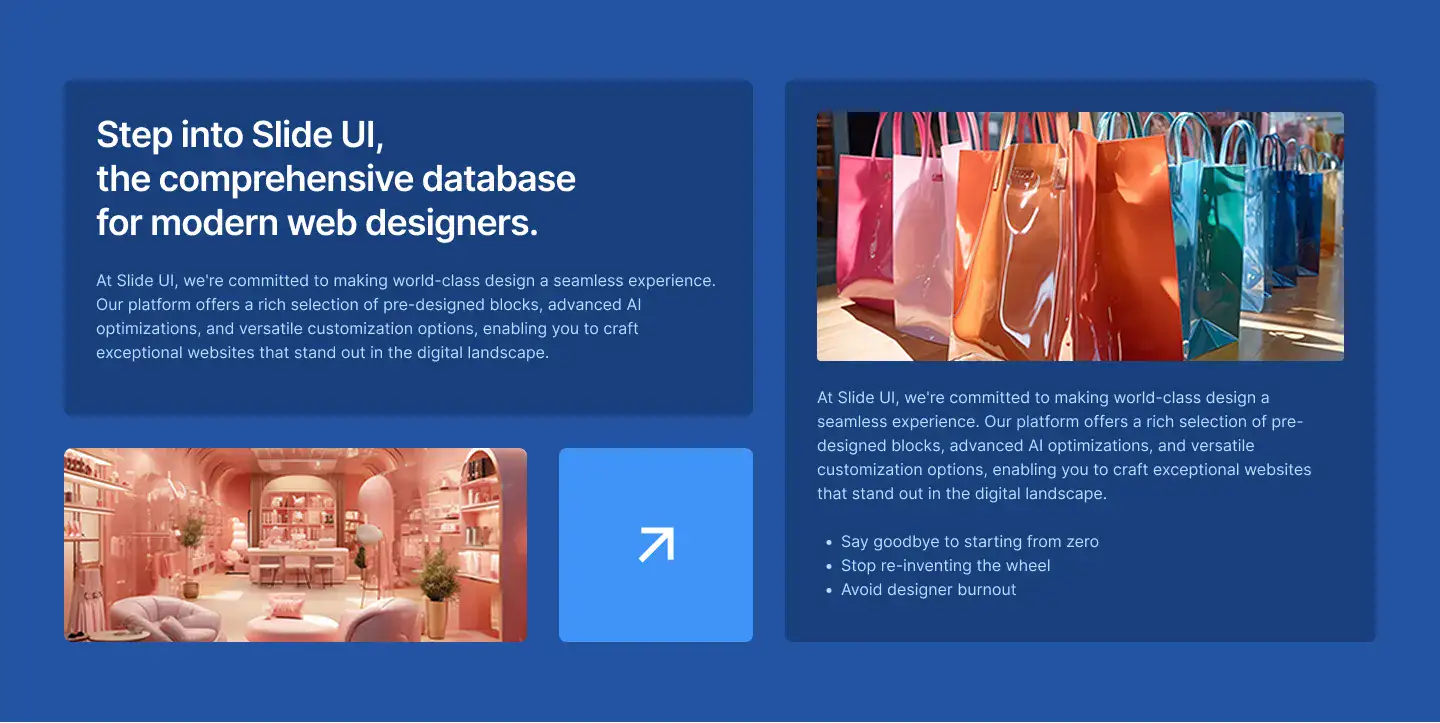 Step into Slide UI,
the comprehensive database
for modern web designers.
At Slide UI, we're committed to making world-class design a seamless experience.
Our platform offers a rich selection of pre-designed blocks, advanced AI
optimizations, and versatile customization options, enabling you to craft
exceptional websites that stand out in the digital landscape.
At Slide UI, we're committed to making world-class design a
seamless experience. Our platform offers a rich selection of pre-
designed blocks, advanced AI optimizations, and versatile
customization options, enabling you to craft exceptional websites
that stand out in the digital landscape.
• Say goodbye to starting from zero
• Stop re-inventing the wheel
• Avoid designer burnout